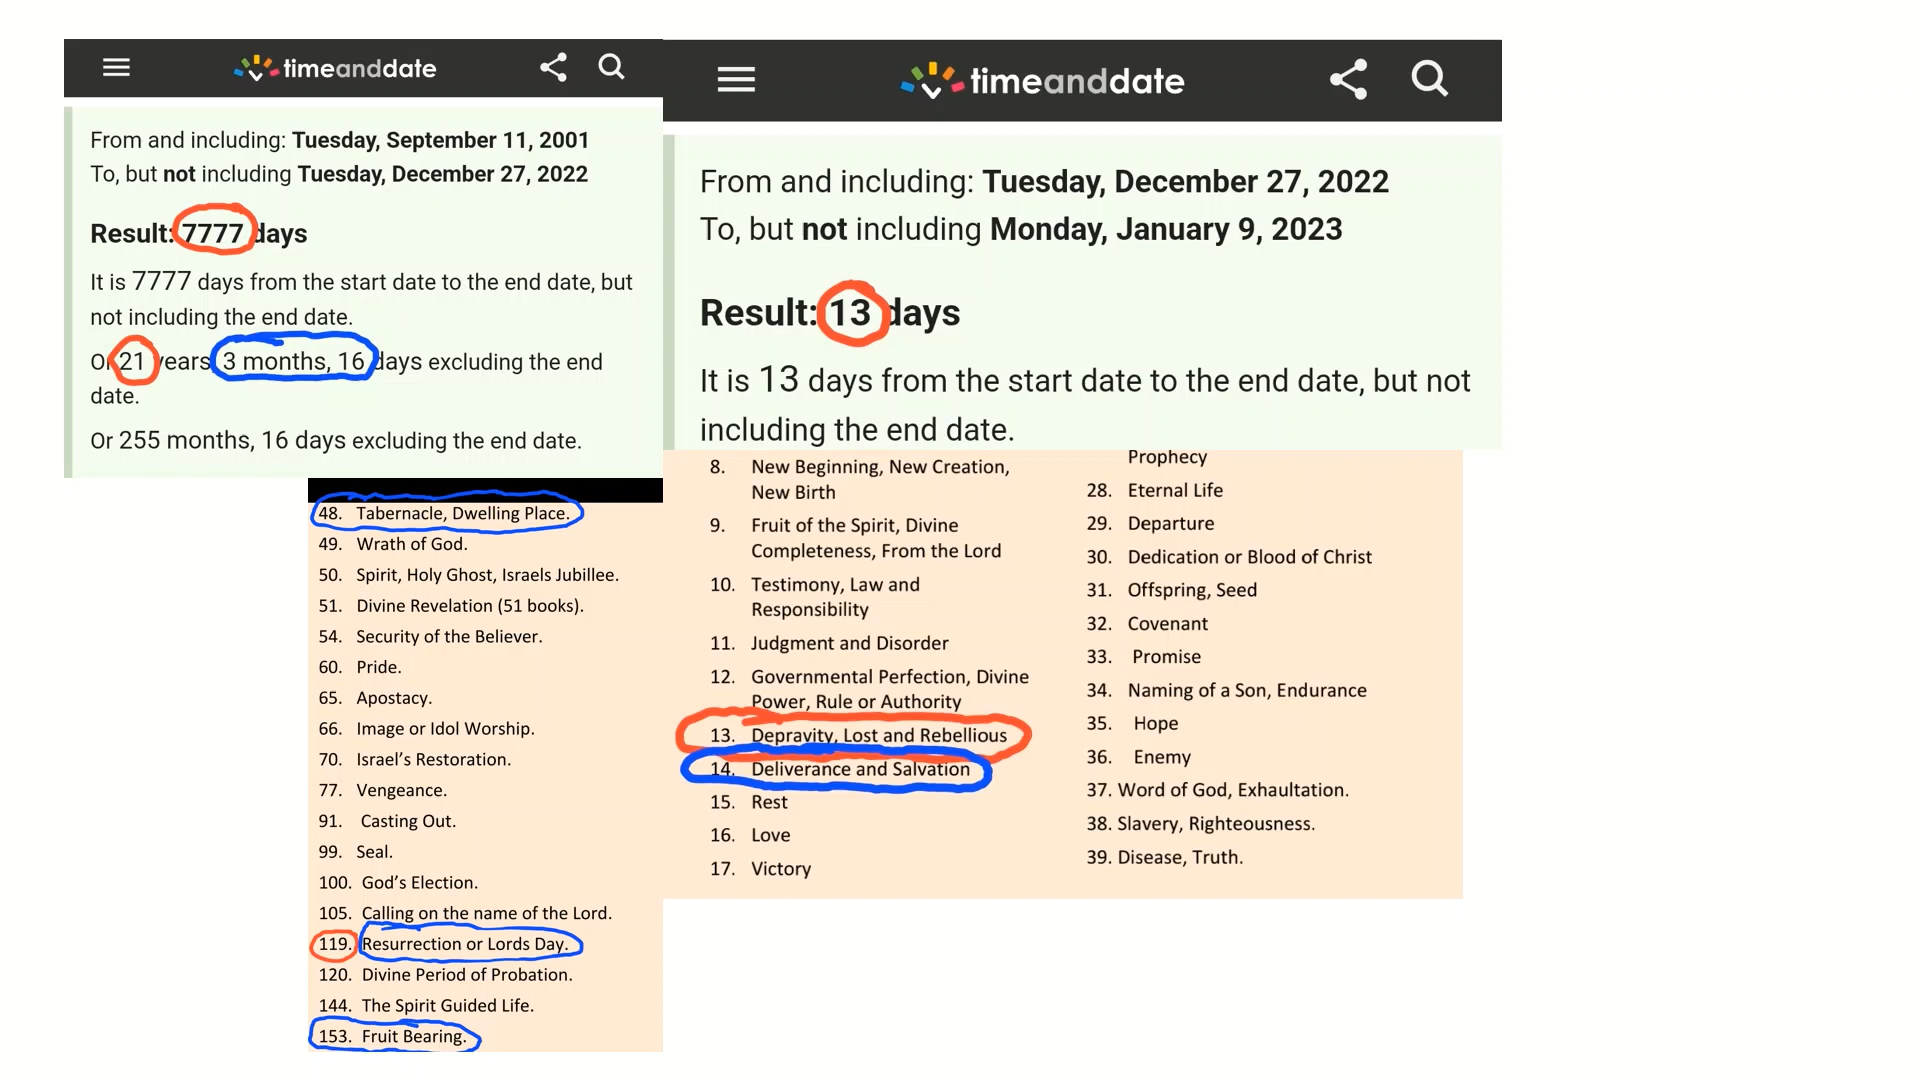 timeanddate
From and including: Tuesday, September 11, 2001
To, but not including Tuesday, December 27, 2022
Result: 7777 days
It is 7777 days from the start date to the end date, but
not including the end date.
Or 21 years 3 months, 16 days excluding the end
date.
Or 255 months, 16 days excluding the end date.
timeanddate
From and including: Tuesday, December 27, 2022
To, but not including Monday, January 9, 2023
Result: 13 days
It is 13 days from the start date to the end date, but not
including the end date.
48. Tabernacle, Dwelling Place.
49. Wrath of God.
50. Spirit, Holy Ghost, Israels Jubillee.
51. Divine Revelation (51 books).
54. Security of the Believer.
60. Pride.
65. Apostacy.
66. Image or Idol Worship.
70. Israel's Restoration.
77. Vengeance.
91. Casting Out.
99. Seal.
100. God's Election.
105. Calling on the name of the Lord.
119. Resurrection or Lords Day.
120. Divine Period of Probation.
144. The Spirit Guided Life.
153. Fruit Bearing.
8. New Beginning, New Creation,
New Birth
9. Fruit of the Spirit, Divine
Completeness, From the Lord
10. Testimony, Law and
Responsibility
11. Judgment and Disorder
12. Governmental Perfection, Divine
Power, Rule or Authority
13. Depravity, Lost and Rebellious
14. Deliverance and Salvation
15. Rest
16. Love
17. Victory
Prophecy
28. Eternal Life
29. Departure
30. Dedication or Blood of Christ
31. Offspring, Seed
32. Covenant
33. Promise
34. Naming of a Son, Endurance
35. Hope
36. Enemy
37. Word of God, Exhaultation.
38. Slavery, Righteousness.
39. Disease, Truth.